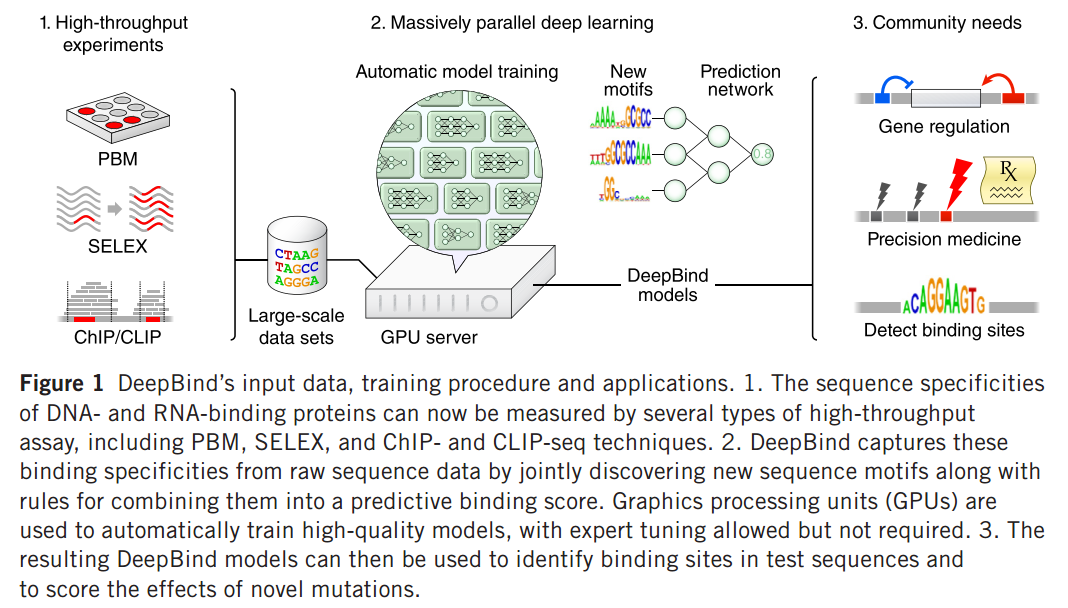 1. High-throughput
experiments
2. Massively parallel deep learning
3. Community needs
PBM
SELEX
ChIP/CLIP
CTAAG
TAGCC
AGGGA
Large-scale
data sets
Automatic model training
GPU server
New
motifs
AAAA GCGCC
TTTGGCGCCAAA
GGC
Prediction
network
0.8
DeepBind
models
Gene regulation
Rx
Precision medicine
ACAGGAAGTG
Detect binding sites
Figure 1 DeepBind’s input data, training procedure and applications. 1. The sequence specificities
of DNA- and RNA-binding proteins can now be measured by several types of high-throughput
assay, including PBM, SELEX, and ChIP- and CLIP-seq techniques. 2. DeepBind captures these
binding specificities from raw sequence data by jointly discovering new sequence motifs along with
rules for combining them into a predictive binding score. Graphics processing units (GPUs) are
used to automatically train high-quality models, with expert tuning allowed but not required. 3. The
resulting DeepBind models can then be used to identify binding sites in test sequences and
to score the effects of novel mutations.